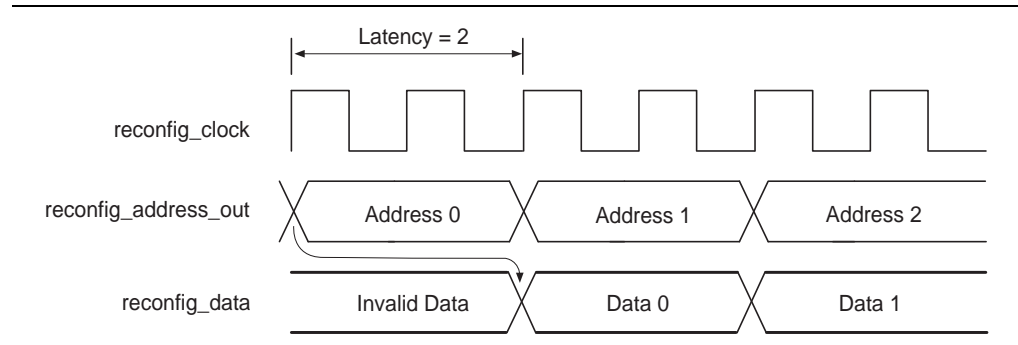 Latency = 2
reconfig_clock
reconfig_address_out Address 0 Address 1 Address 2
reconfig_data Invalid Data Data 0 Data 1